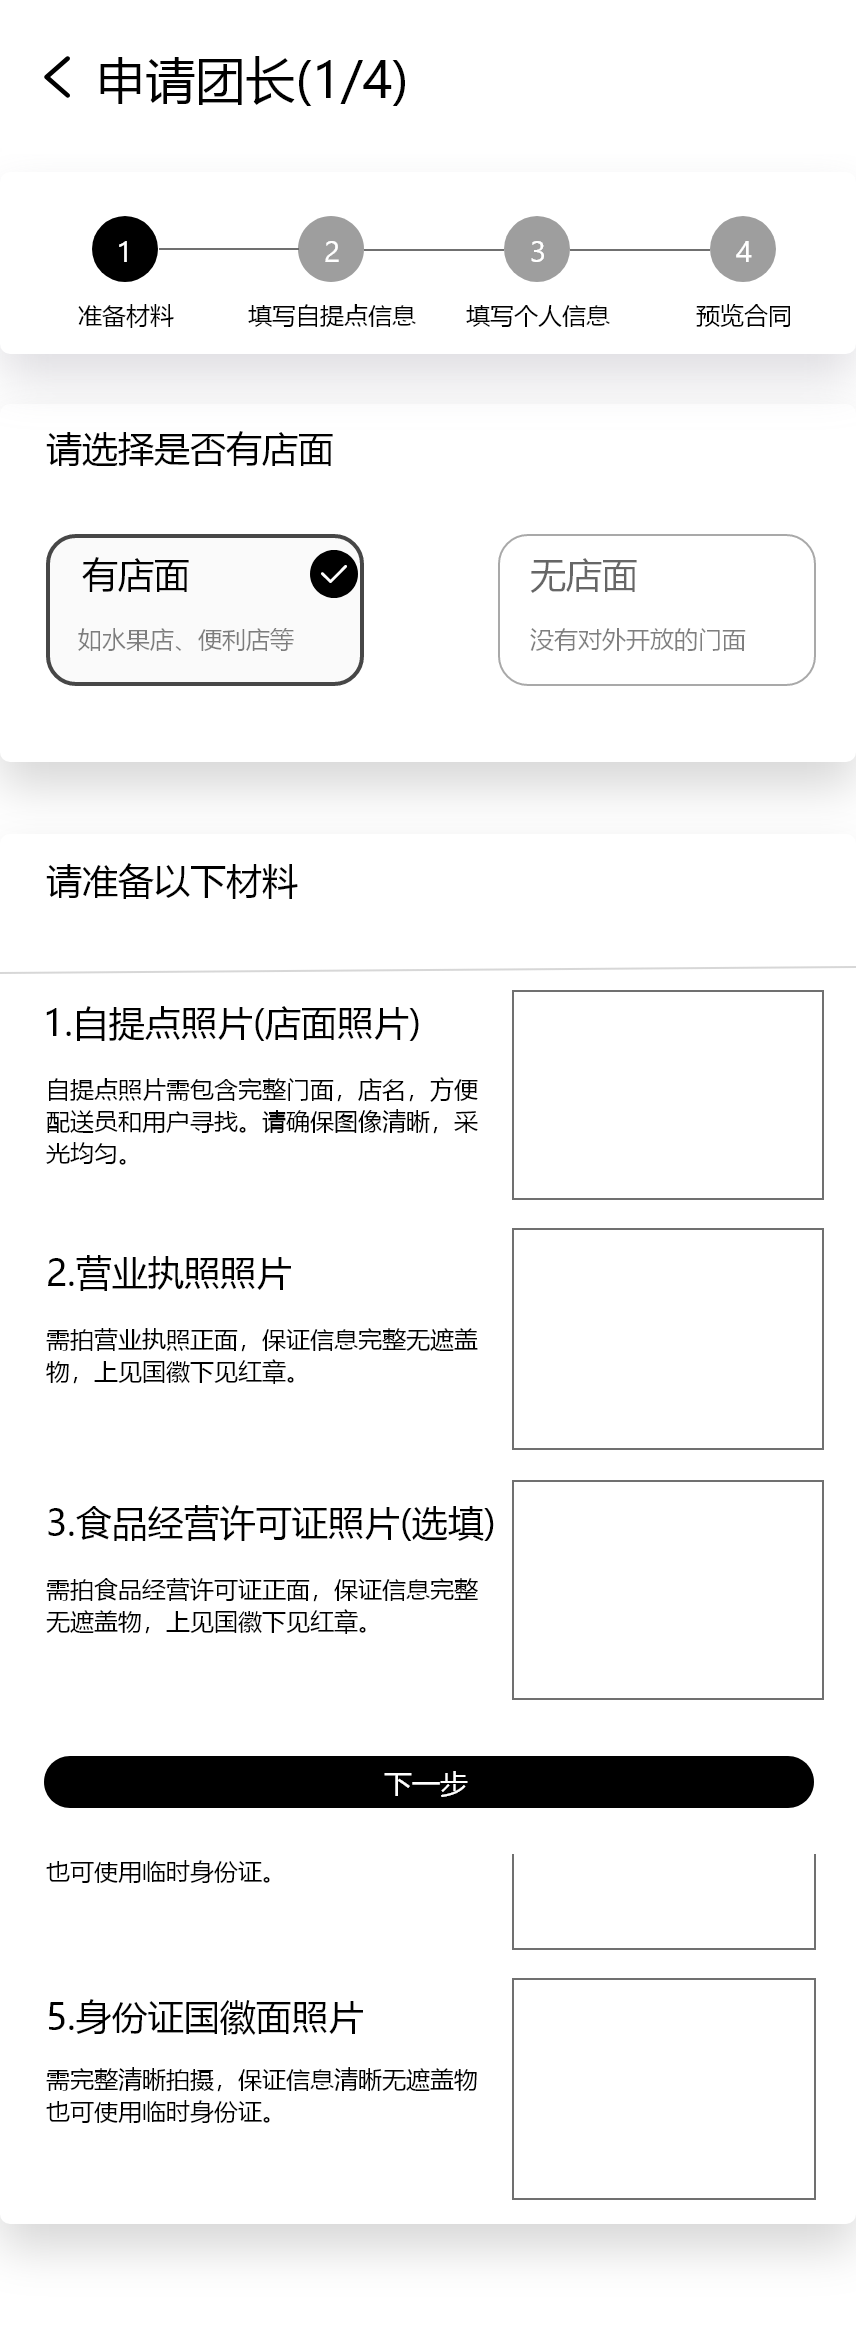 申请团长(1/4)
1 2 3 4
准备材料 填写自提点信息 填写个人信息 预览合同
请选择是否有店面
有店面 无店面
如水果店、便利店等 没有对外开放的门面
请准备以下材料
1.自提点照片(店面照片)
自提点照片需包含完整门面，店名，方便
配送员和用户寻找。请确保图像清晰，采
光均匀。
2.营业执照照片
需拍营业执照正面，保证信息完整无遮盖
物，上见国徽下见红章。
3.食品经营许可证照片(选填)
需拍食品经营许可证正面，保证信息完整
无遮盖物，上见国徽下见红章。
下一步
也可使用临时身份证。
5.身份证国徽面照片
需完整清晰拍摄，保证信息清晰无遮盖物
也可使用临时身份证。